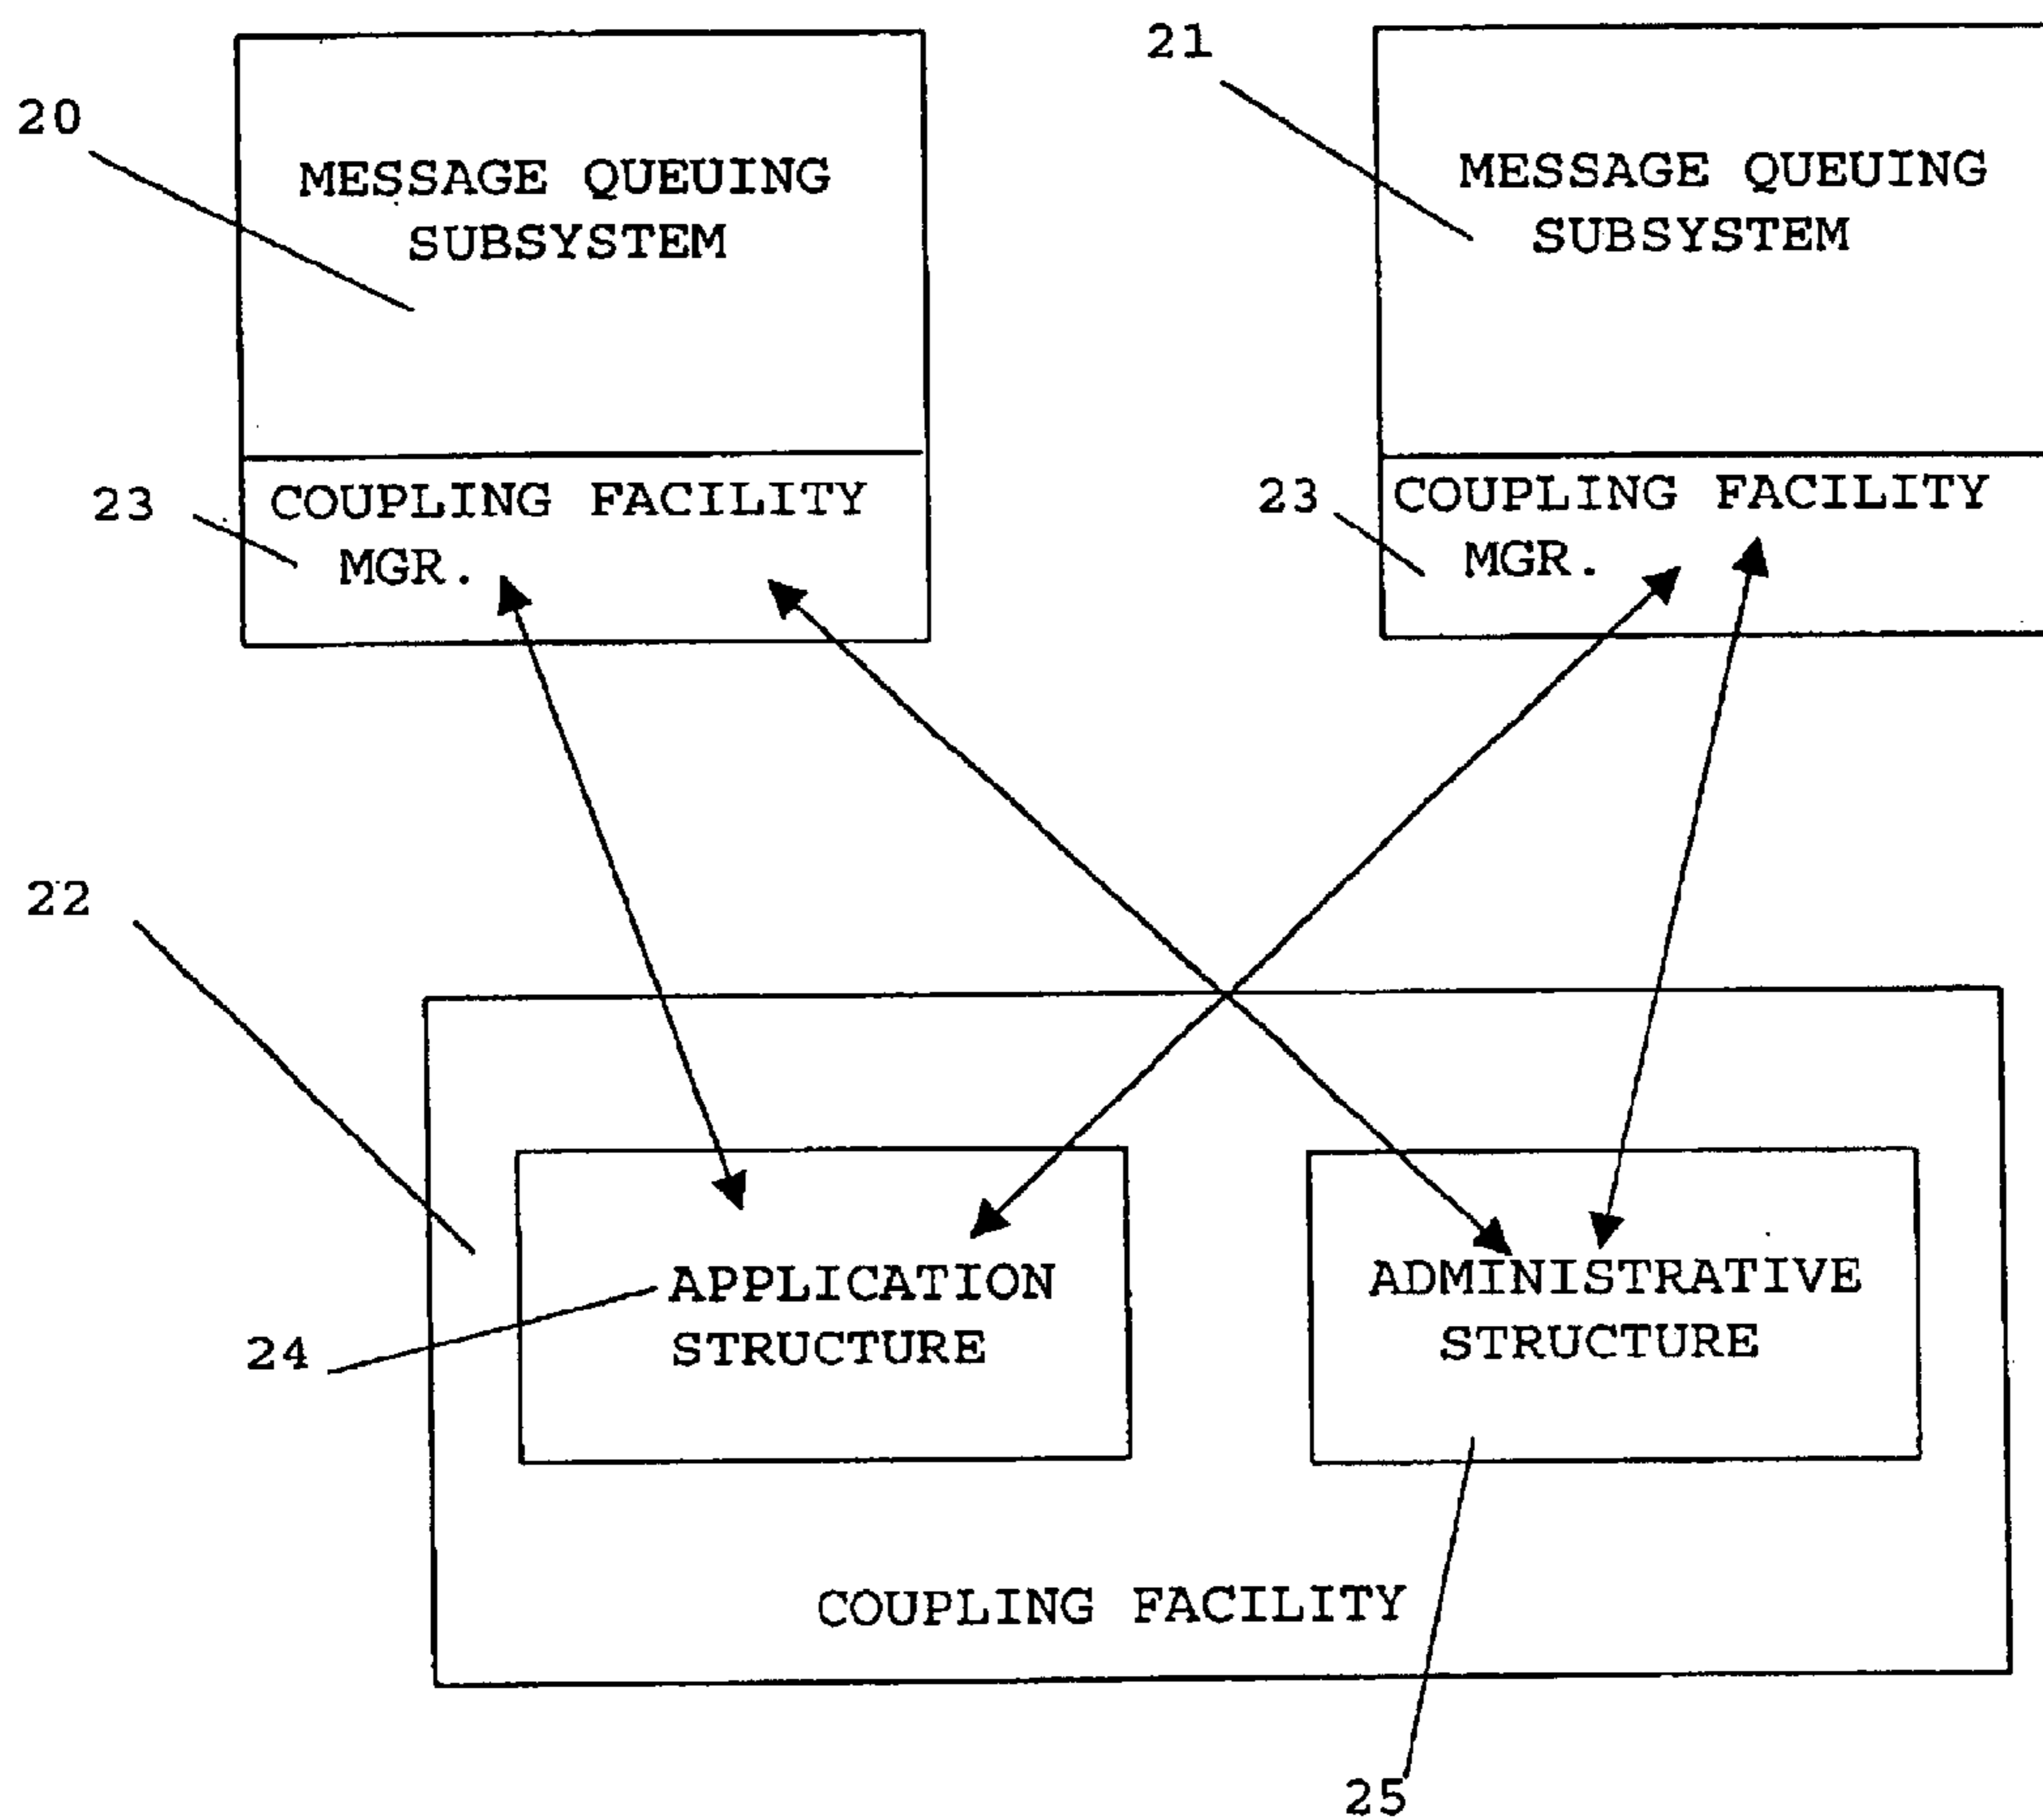 21
20
MESSAGE QUEUING
SUBSYSTEM
MESSAGE QUEUING
SUBSYSTEM
23
COUPLING FACILITY
MGR.
23
COUPLING FACILITY
MGR.
22
APPLICATION
STRUCTURE
24
ADMINISTRATIVE
STRUCTURE
COUPLING FACILITY
25